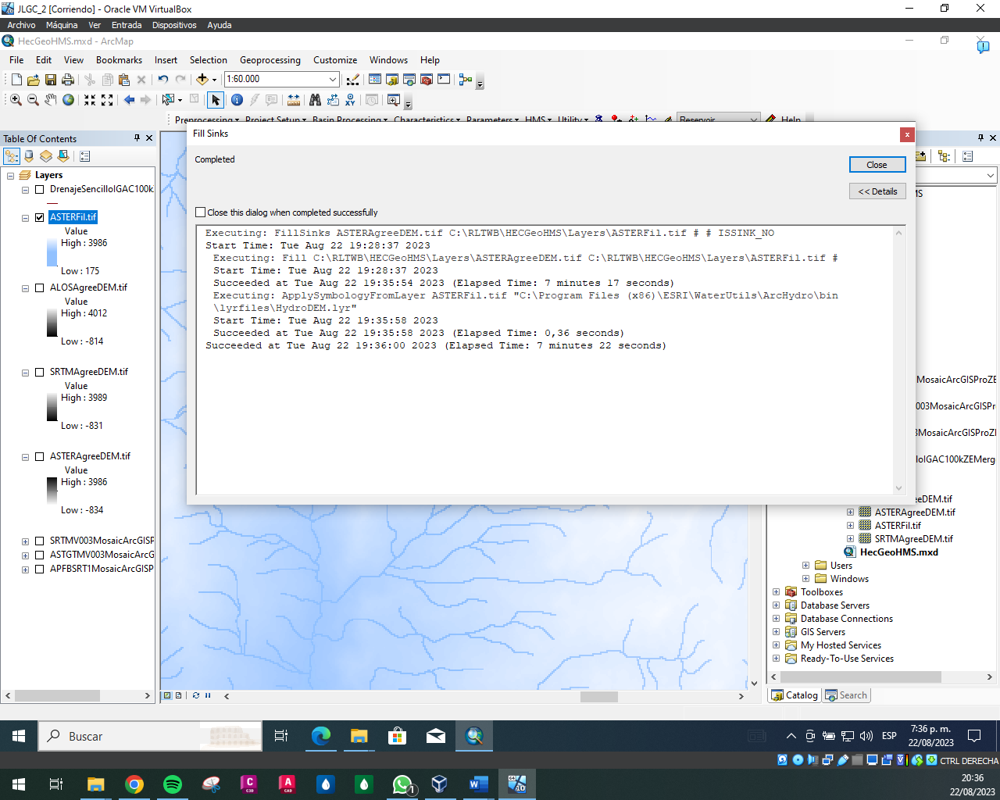 JLGC_2 [Corriendo] - Oracle VM VirtualBox
Archivo Máquina Ver Entrada Dispositivos Ayuda
HecGeoHMS.mxd - ArcMap
File Edit View Bookmarks Insert Selection Geoprocessing Customize Windows Help
1:60.000
Preprocessing Project Setup Basin Processing Characteristics Parameters HMS Utility Reservoir Help
Table Of Contents
Layers
DrenajeSencilloIGAC100k
ASTERFil.tif
Value
High : 3986
Low : 175
ALOSAgreeDEM.tif
Value
High : 4012
Low : -814
SRTMAgreeDEM.tif
Value
High : 3989
Low : -831
ASTERAgreeDEM.tif
Value
High : 3986
Low : -834
SRTMV003MosaicArcGISP
ASTGTMV003MosaicArcG
APFBSRT1MosaicArcGISP
Fill Sinks
Completed
Close
<< Details
Close this dialog when completed successfully
Executing: FillSinks ASTERAgreeDEM.tif C:\RLTWB\HECGeoHMS\Layers\ASTERFil.tif # # ISSINK_NO
Start Time: Tue Aug 22 19:28:37 2023
Executing: Fill C:\RLTWB\HECGeoHMS\Layers\ASTERAgreeDEM.tif C:\RLTWB\HECGeoHMS\Layers\ASTERFil.tif #
Start Time: Tue Aug 22 19:28:37 2023
Succeeded at Tue Aug 22 19:35:54 2023 (Elapsed Time: 7 minutes 17 seconds)
Executing: ApplySymbologyFromLayer ASTERFil.tif "C:\Program Files (x86)\ESRI\WaterUtils\ArcHydro\bin
\lyrfiles\HydroDEM.lyr"
Start Time: Tue Aug 22 19:35:58 2023
Succeeded at Tue Aug 22 19:35:58 2023 (Elapsed Time: 0,36 seconds)
Succeeded at Tue Aug 22 19:36:00 2023 (Elapsed Time: 7 minutes 22 seconds)
MS
MosaicArcGISProZE
003MosaicArcGISPr
3MosaicArcGISProZ
loIGAC100kZEMerg
eeDEM.tif
ASTERAgreeDEM.tif
ASTERFil.tif
SRTMAgreeDEM.tif
HecGeoHMS.mxd
Users
Windows
Toolboxes
Database Servers
Database Connections
GIS Servers
My Hosted Services
Ready-To-Use Services
Catalog Search
Buscar
ESP
7:36 p. m.
22/08/2023
CTRL DERECHA
20:36
22/08/2023